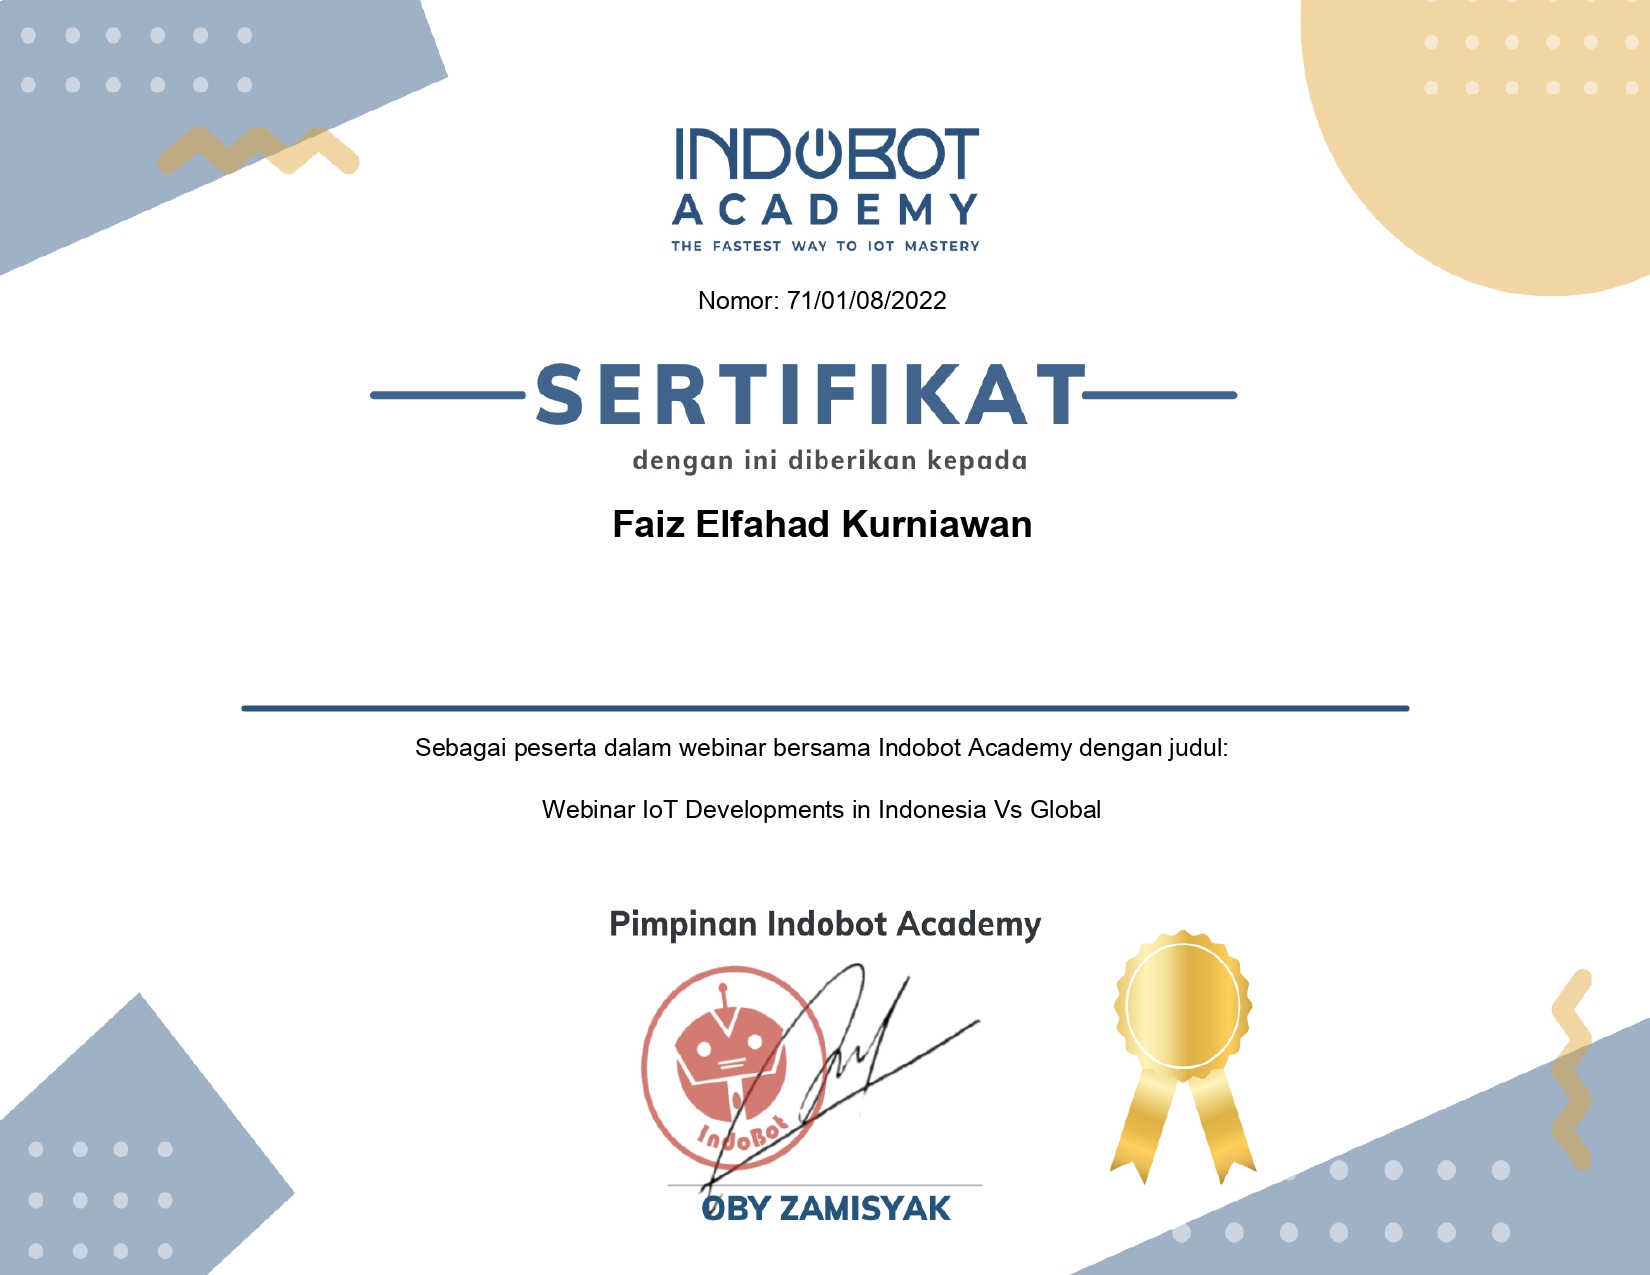 INDOBOT
ACADEMY
THE FASTEST WAY TO IOT MASTERY
Nomor: 71/01/08/2022
SERTIFIKAT
dengan ini diberikan kepada
Faiz Elfahad Kurniawan
Sebagai peserta dalam webinar bersama Indobot Academy dengan judul:
Webinar IoT Developments in Indonesia Vs Global
Pimpinan Indobot Academy
IndoBot
OBY ZAMISYAK